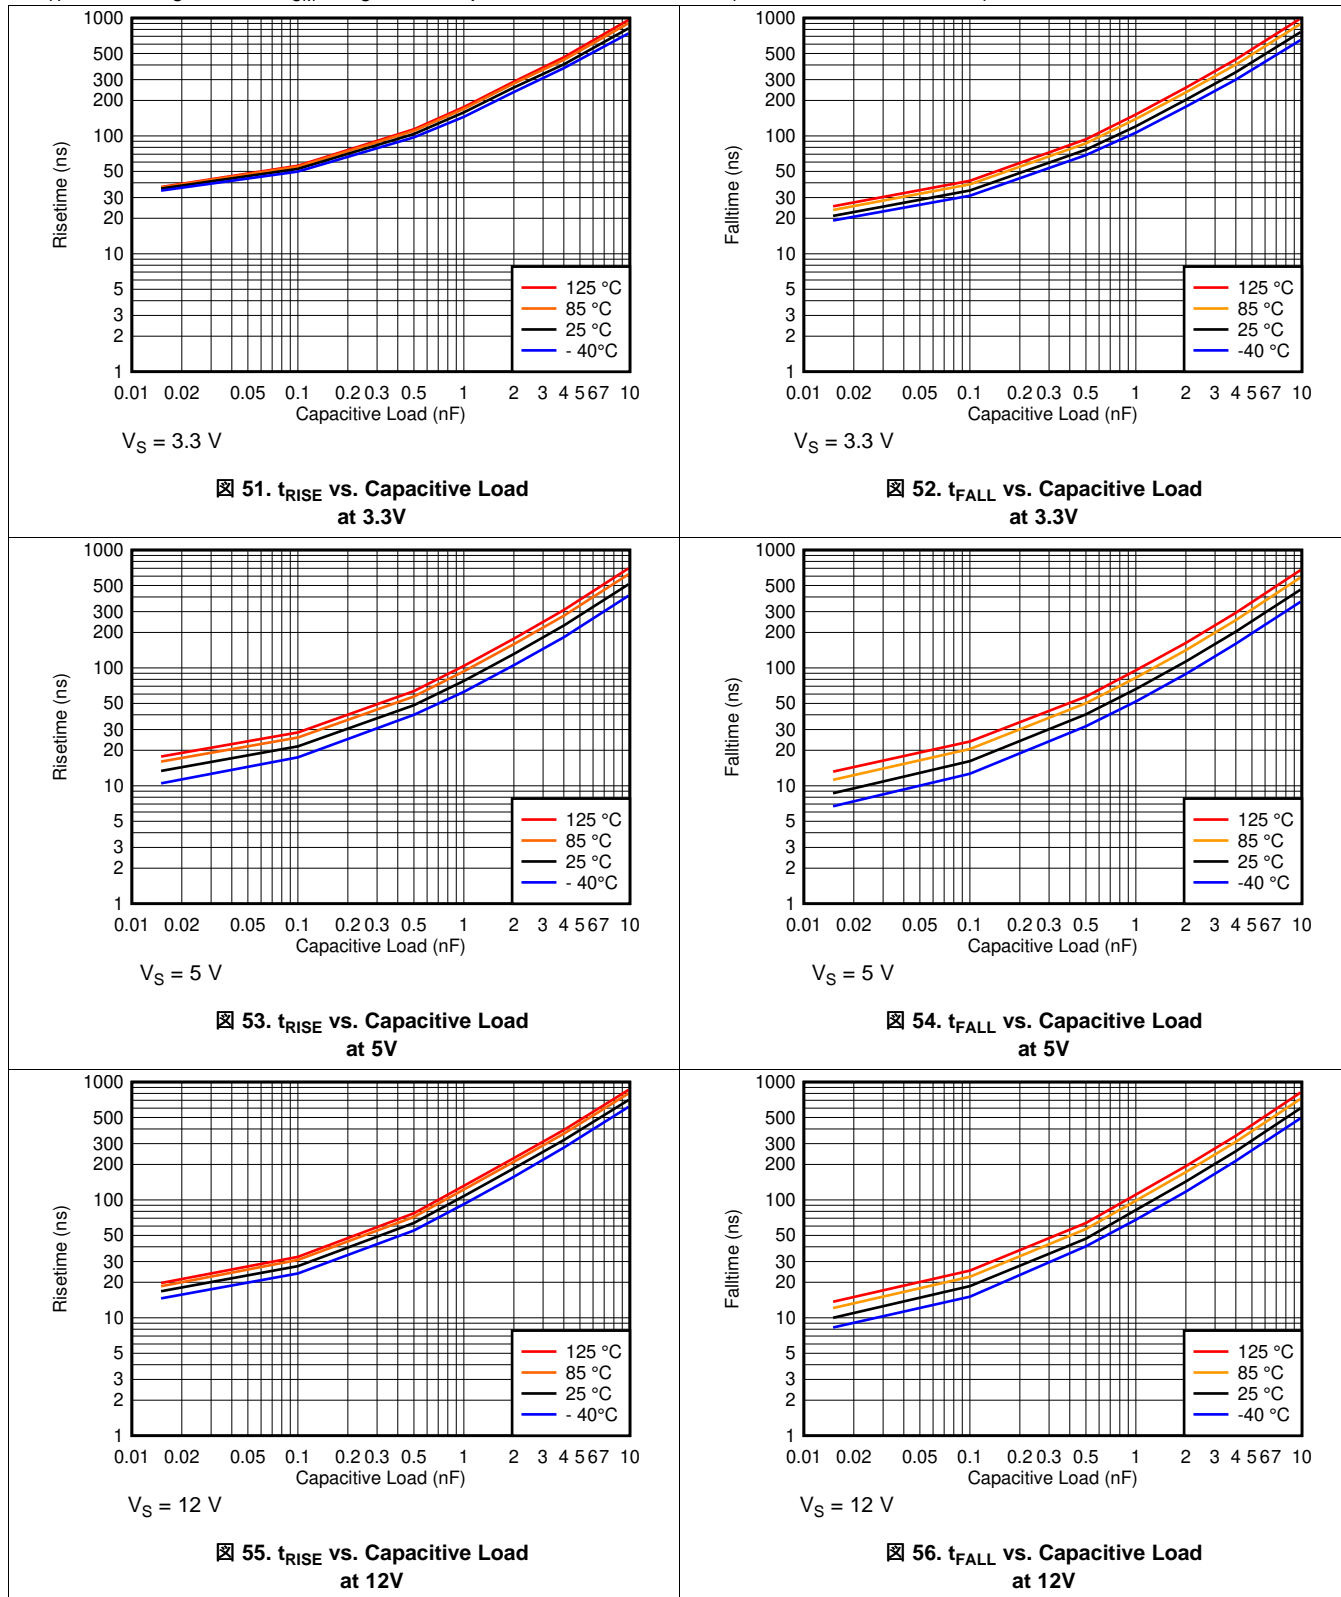 1000
500
300
200
100
50
30
20
10
5
3
2
1
Risetime (ns)
125 °C
85 °C
25 °C
- 40°C
0.01 0.02 0.05 0.1 0.2 0.3 0.5 1 2 3 4 5 6 7 10
Capacitive Load (nF)
VS = 3.3 V
図 51. tRISE vs. Capacitive Load
at 3.3V
1000
500
300
200
100
50
30
20
10
5
3
2
1
Falltime (ns)
125 °C
85 °C
25 °C
-40 °C
0.01 0.02 0.05 0.1 0.2 0.3 0.5 1 2 3 4 5 6 7 10
Capacitive Load (nF)
VS = 3.3 V
図 52. tFALL vs. Capacitive Load
at 3.3V
1000
500
300
200
100
50
30
20
10
5
3
2
1
Risetime (ns)
125 °C
85 °C
25 °C
- 40°C
0.01 0.02 0.05 0.1 0.2 0.3 0.5 1 2 3 4 5 6 7 10
Capacitive Load (nF)
VS = 5 V
図 53. tRISE vs. Capacitive Load
at 5V
1000
500
300
200
100
50
30
20
10
5
3
2
1
Falltime (ns)
125 °C
85 °C
25 °C
-40 °C
0.01 0.02 0.05 0.1 0.2 0.3 0.5 1 2 3 4 5 6 7 10
Capacitive Load (nF)
VS = 5 V
図 54. tFALL vs. Capacitive Load
at 5V
1000
500
300
200
100
50
30
20
10
5
3
2
1
Risetime (ns)
125 °C
85 °C
25 °C
- 40°C
0.01 0.02 0.05 0.1 0.2 0.3 0.5 1 2 3 4 5 6 7 10
Capacitive Load (nF)
VS = 12 V
図 55. tRISE vs. Capacitive Load
at 12V
1000
500
300
200
100
50
30
20
10
5
3
2
1
Falltime (ns)
125 °C
85 °C
25 °C
-40 °C
0.01 0.02 0.05 0.1 0.2 0.3 0.5 1 2 3 4 5 6 7 10
Capacitive Load (nF)
VS = 12 V
図 56. tFALL vs. Capacitive Load
at 12V